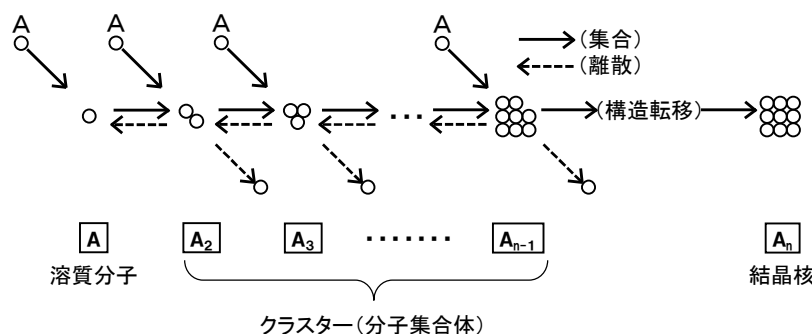 A A A A
(集合)
(離散)
・・・
(構造転移)
A A₂ A₃ ・・・・・・・ Aₙ₋₁ Aₙ
溶質分子 結晶核
クラスター(分子集合体)